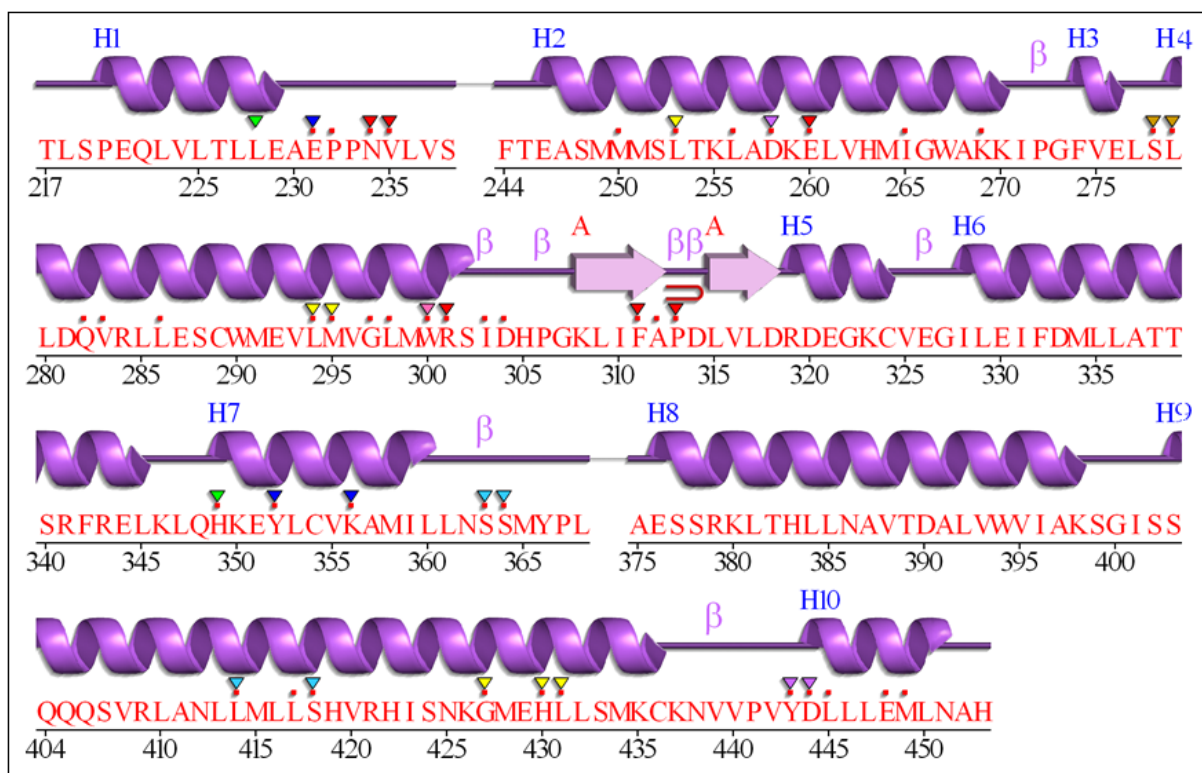 H1 H2 β H3 H4
TLSPEQLVLTLLEAEPPNVLVS FTEASMMMSLTKLADKELVHMIGWAKKIPGFVELSL
217 225 230 235 244 250 255 260 265 270 275
β β A ββ A H5 β H6
LDQVRLLESCWMEVLMVGLMWRSIDHPGKLIFAPDLVLDRDEGKCVEGILEIFDMLLATT
280 285 290 295 300 305 310 315 320 325 330 335
H7 β H8 H9
SRFRELKLQHKEYLCVKAMILLNSSMYPL AESSRKLTHLLNAVTDALVWVIAKSGISS
340 345 350 355 360 365 375 380 385 390 395 400
β H10
QQQSVRLANLLMLLSHVRHISNKGMEHLLSMKCKNVVPVYDLLLEMLNAH
404 410 415 420 425 430 435 440 445 450